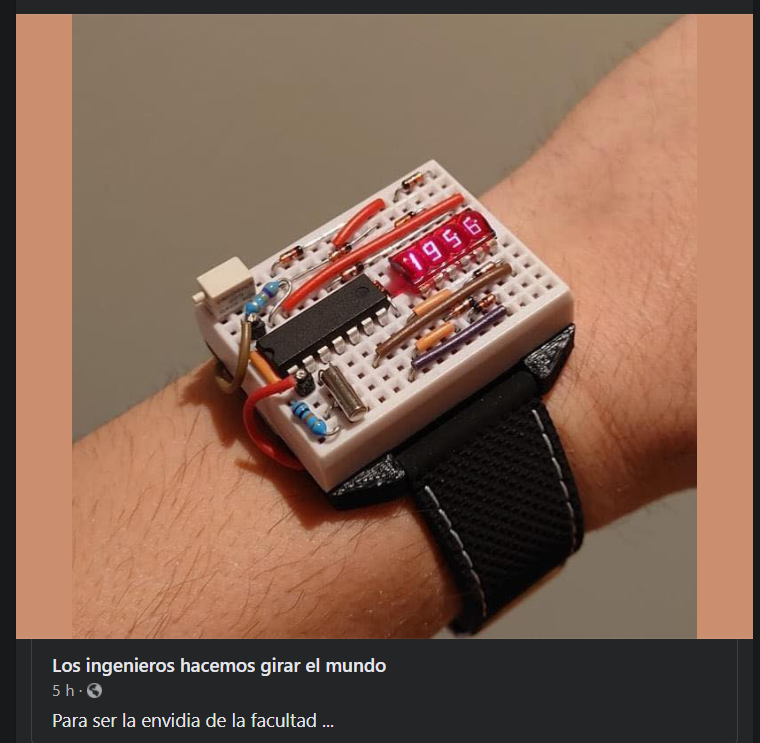 1956
Los ingenieros hacemos girar el mundo
5 h ·
Para ser la envidia de la facultad ...